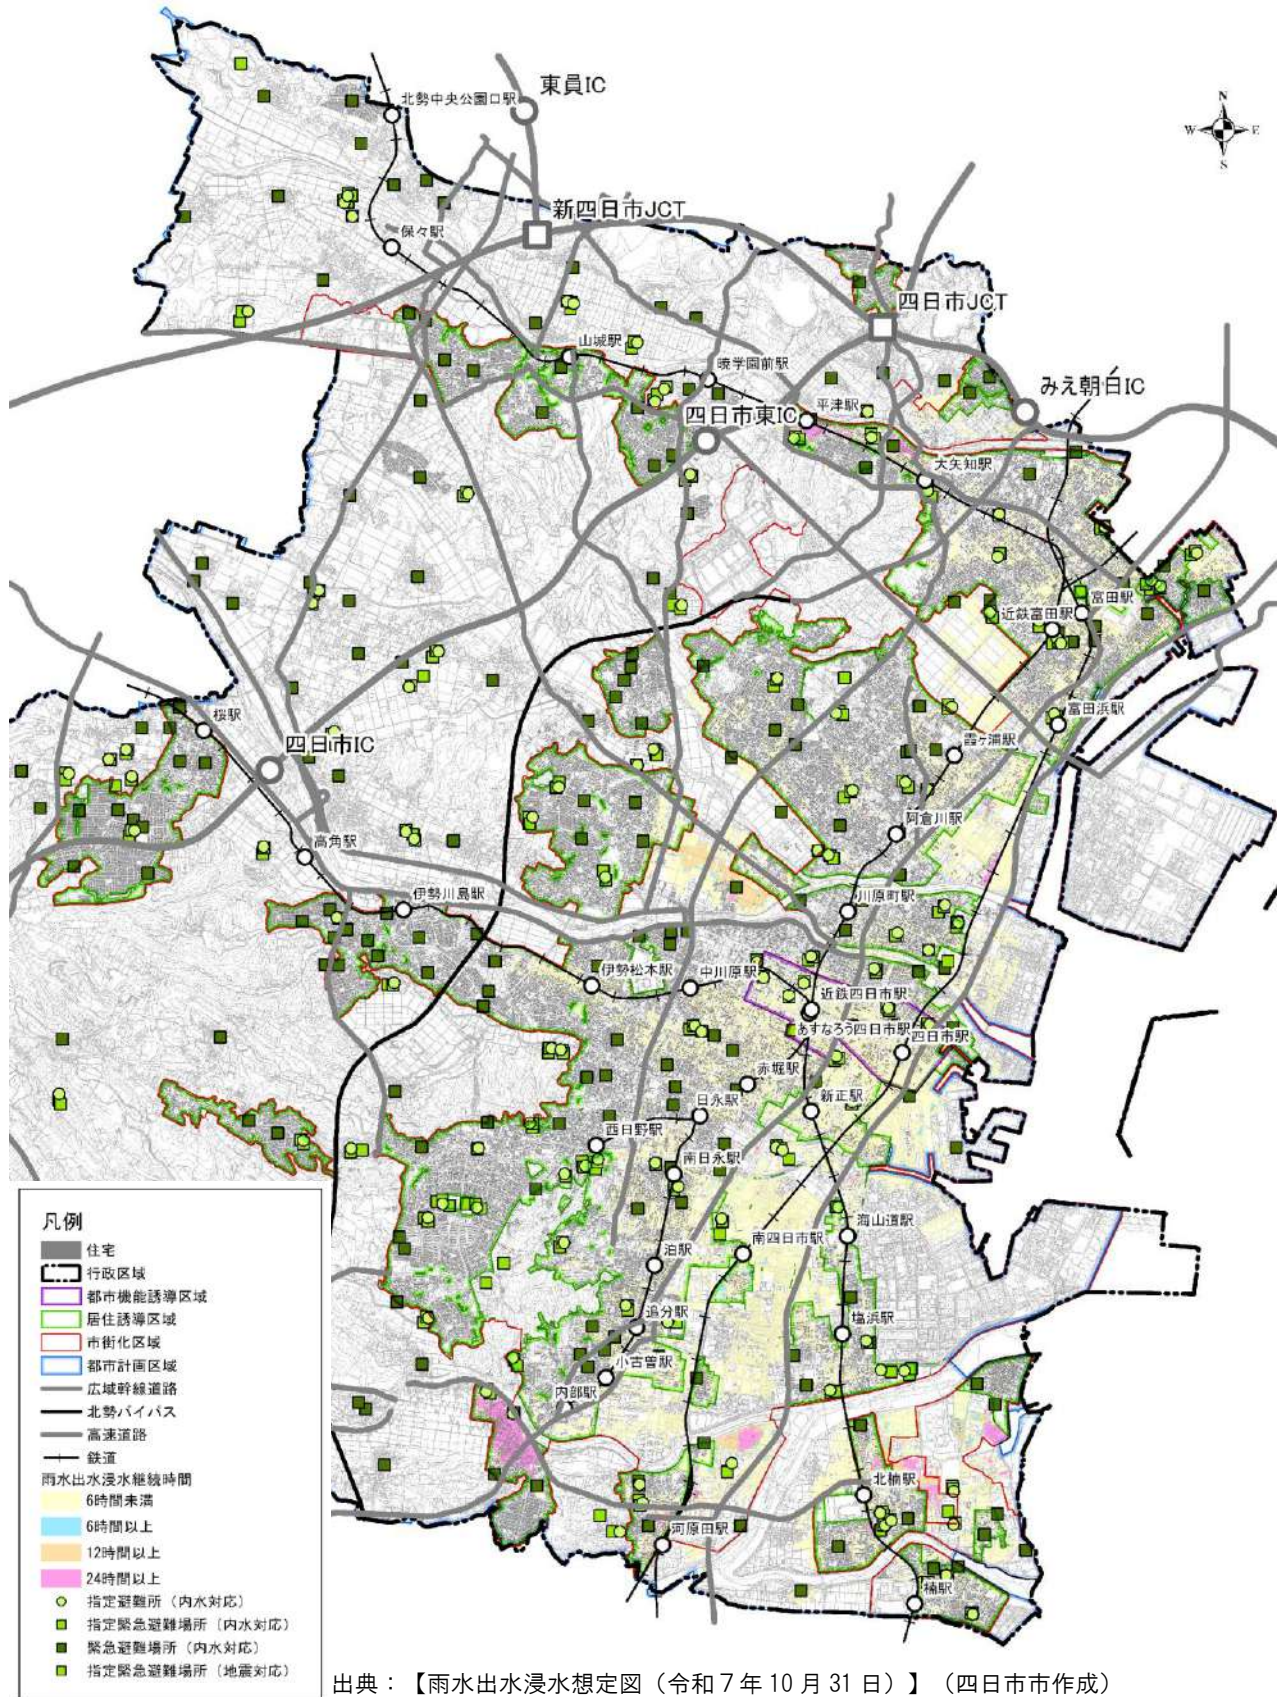 東員IC
北勢中央公園口駅
N
W
E
S
新四日市JCT
保々駅
四日市JCT
山城駅
暁学園前駅
みえ朝日IC
平津駅
四日市東IC
大矢知駅
富田駅
近鉄富田駅
桜駅
富田浜駅
四日市IC
霞ヶ浦駅
阿倉川駅
高角駅
伊勢川島駅
川原町駅
伊勢松本駅
中川原駅
近鉄四日市駅
あすなろう四日市駅
四日市駅
赤堀駅
日永駅
新正駅
西日野駅
南日永駅
海山道駅
南四日市駅
泊駅
追分駅
塩浜駅
小古曽駅
内部駅
北楠駅
河原田駅
楠駅
凡例
住宅
行政区域
都市機能誘導区域
居住誘導区域
市街化区域
都市計画区域
広域幹線道路
北勢バイパス
高速道路
鉄道
雨水出水浸水継続時間
6時間未満
6時間以上
12時間以上
24時間以上
指定避難所（内水対応）
指定緊急避難場所（内水対応）
緊急避難場所（内水対応）
指定緊急避難場所（地震対応）
出典：【雨水出水浸水想定図（令和7年10月31日）】（四日市市作成）